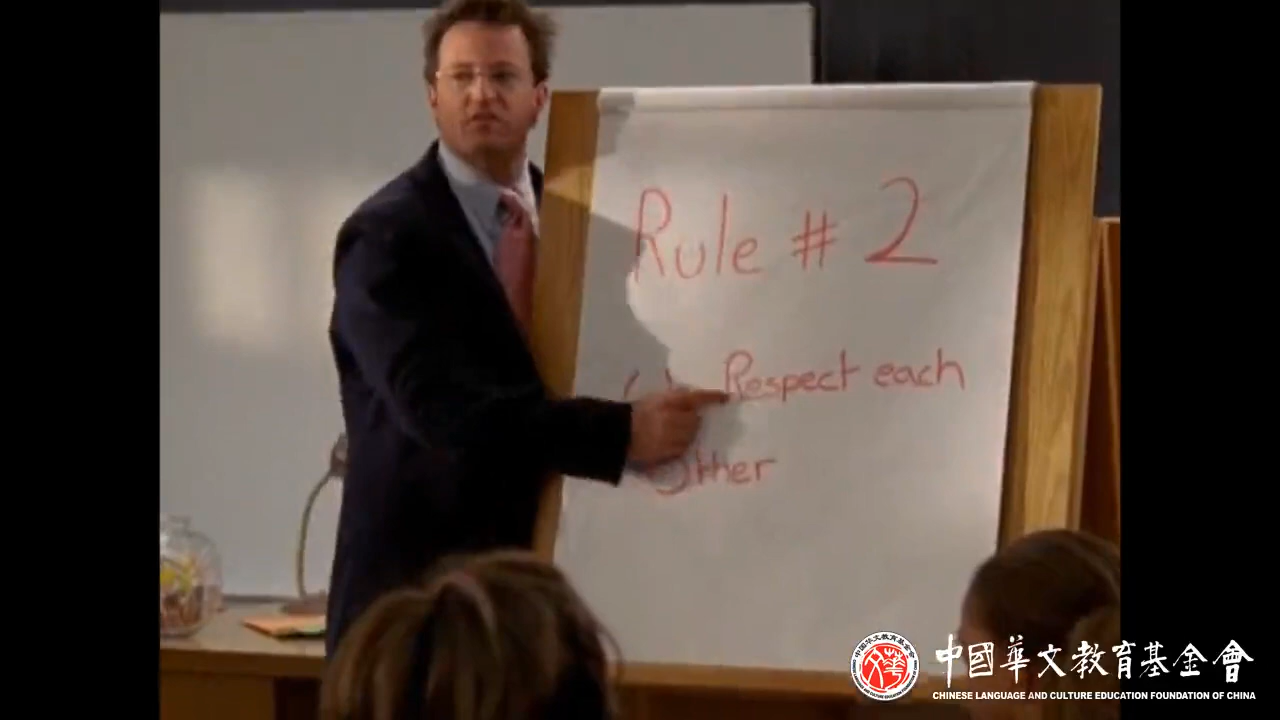 Rule # 2
Respect each
Other
中國華文教育基金會
CHINESE LANGUAGE AND CULTURE EDUCATION FOUNDATION OF CHINA